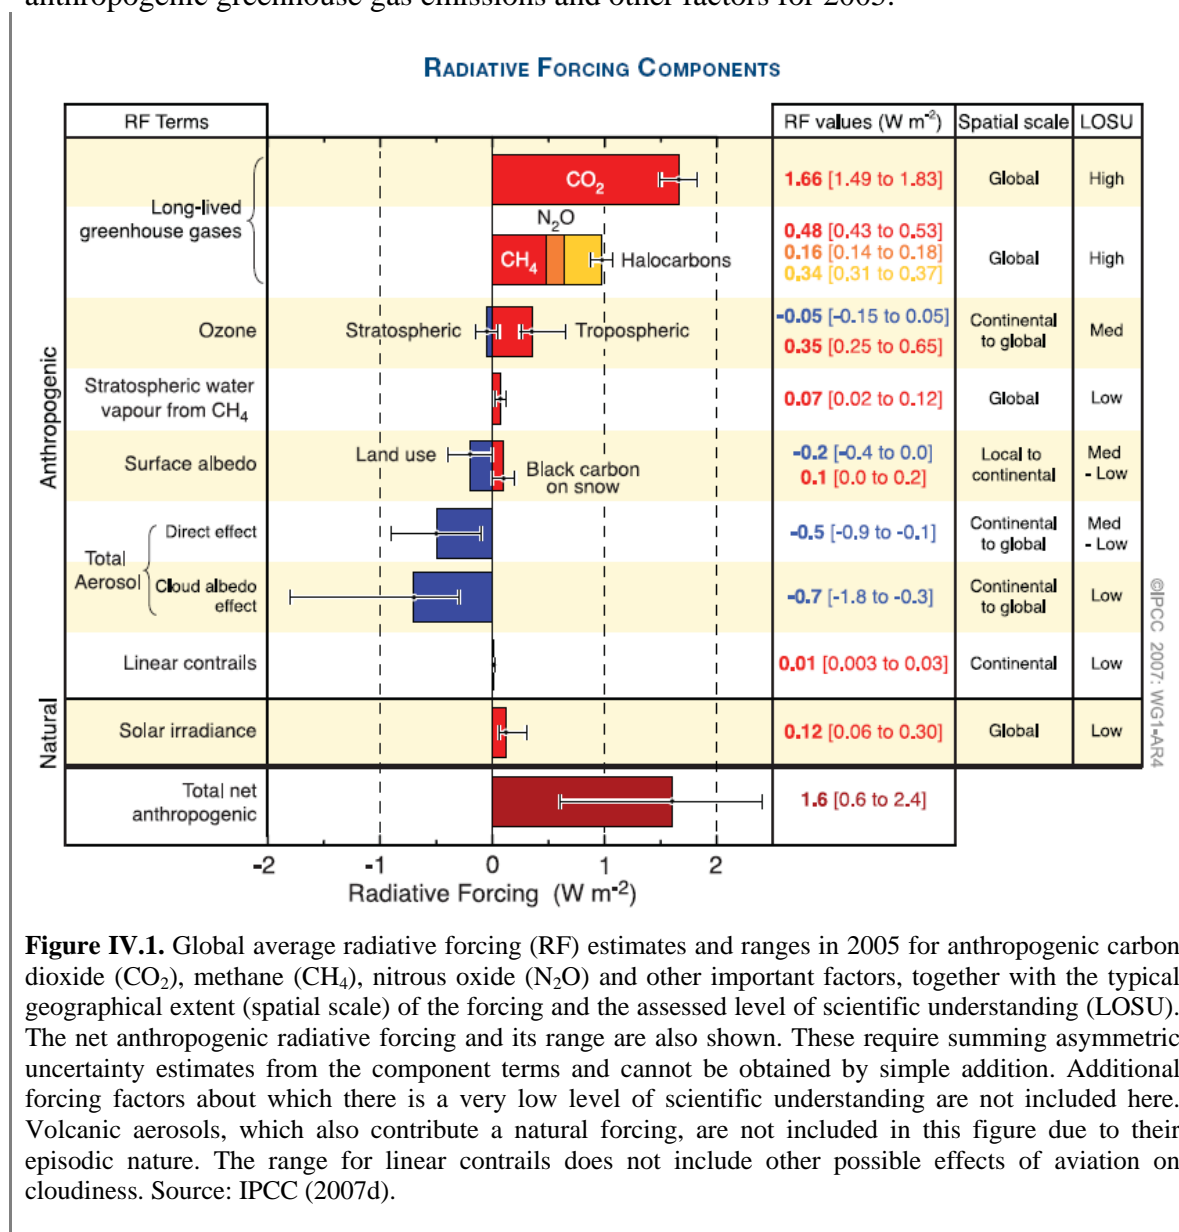 anthropogenic greenhouse gas emissions and other factors for 2005.
RADIATIVE FORCING COMPONENTS
RF Terms
RF values (W m-2)
Spatial scale
LOSU
Anthropogenic
Long-lived
greenhouse gases
CO2
1.66 [1.49 to 1.83]
Global
High
N2O
CH4
Halocarbons
0.48 [0.43 to 0.53]
0.16 [0.14 to 0.18]
0.34 [0.31 to 0.37]
Global
High
Ozone
Stratospheric
Tropospheric
-0.05 [-0.15 to 0.05]
0.35 [0.25 to 0.65]
Continental
to global
Med
Stratospheric water
vapour from CH4
0.07 [0.02 to 0.12]
Global
Low
Surface albedo
Land use
Black carbon
on snow
-0.2 [-0.4 to 0.0]
0.1 [0.0 to 0.2]
Local to
continental
Med
- Low
Total
Aerosol
Direct effect
-0.5 [-0.9 to -0.1]
Continental
to global
Med
- Low
Cloud albedo
effect
-0.7 [-1.8 to -0.3]
Continental
to global
Low
Linear contrails
0.01 [0.003 to 0.03]
Continental
Low
Natural
Solar irradiance
0.12 [0.06 to 0.30]
Global
Low
Total net
anthropogenic
1.6 [0.6 to 2.4]
-2 -1 0 1 2
Radiative Forcing (W m-2)
©IPCC 2007: WG1-AR4
Figure IV.1. Global average radiative forcing (RF) estimates and ranges in 2005 for anthropogenic carbon
dioxide (CO2), methane (CH4), nitrous oxide (N2O) and other important factors, together with the typical
geographical extent (spatial scale) of the forcing and the assessed level of scientific understanding (LOSU).
The net anthropogenic radiative forcing and its range are also shown. These require summing asymmetric
uncertainty estimates from the component terms and cannot be obtained by simple addition. Additional
forcing factors about which there is a very low level of scientific understanding are not included here.
Volcanic aerosols, which also contribute a natural forcing, are not included in this figure due to their
episodic nature. The range for linear contrails does not include other possible effects of aviation on
cloudiness. Source: IPCC (2007d).